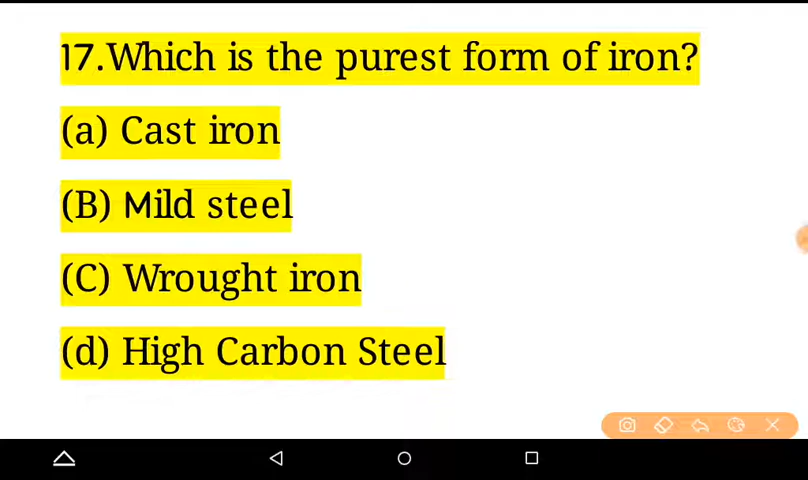 17.Which is the purest form of iron?
(a) Cast iron
(B) Mild steel
(C) Wrought iron
(d) High Carbon Steel